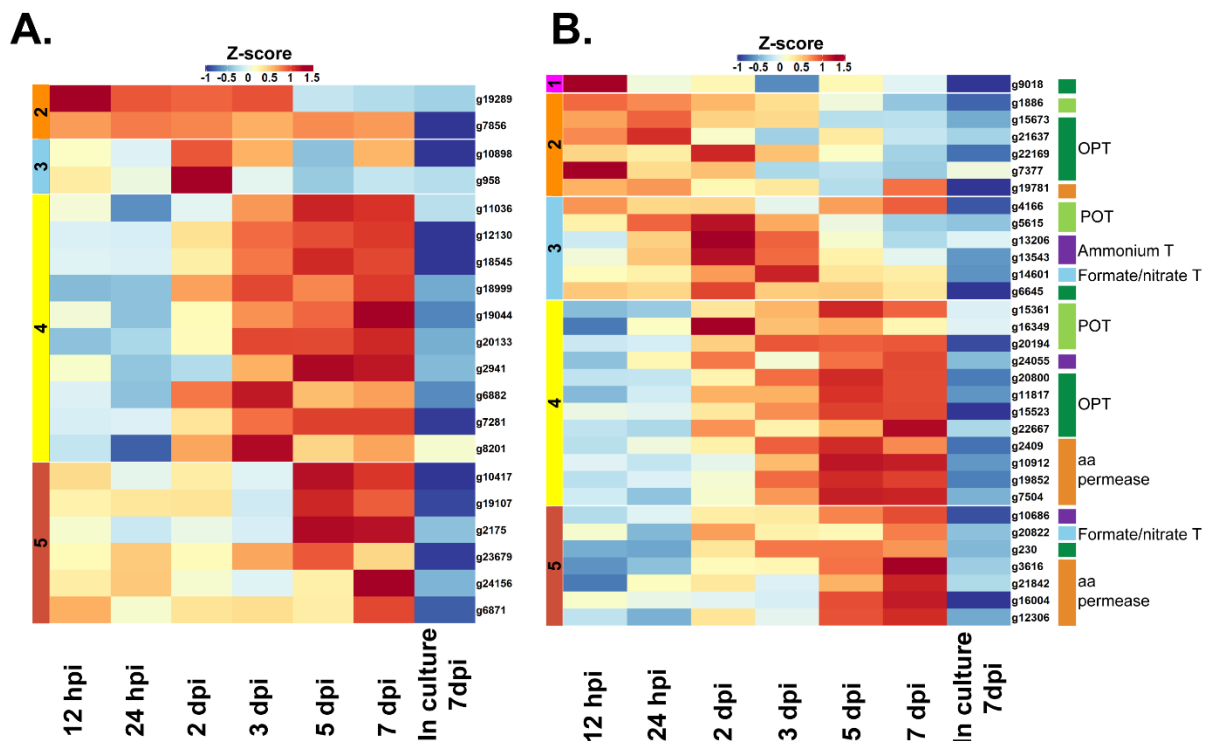 A.
Z-score
-1 -0.5 0 0.5 1 1.5
2
3
4
5
g19289
g7856
g10898
g958
g11036
g12130
g18545
g18999
g19044
g20133
g2941
g6882
g7281
g8201
g10417
g19107
g2175
g23679
g24156
g6871
12 hpi
24 hpi
2 dpi
3 dpi
5 dpi
7 dpi
In culture
7dpi
B.
Z-score
-1 -0.5 0 0.5 1 1.5
1
2
3
4
5
g9018
g1886
g15673
g21637
g22169
g7377
g19781
g4166
g5615
g13206
g13543
g14601
g6645
g15361
g16349
g20194
g24055
g20800
g11817
g15523
g22667
g2409
g10912
g19852
g7504
g10686
g20822
g230
g3616
g21842
g16004
g12306
OPT
POT
Ammonium T
Formate/nitrate T
POT
OPT
aa
permease
Formate/nitrate T
aa
permease
12 hpi
24 hpi
2 dpi
3 dpi
5 dpi
7 dpi
In culture
7dpi